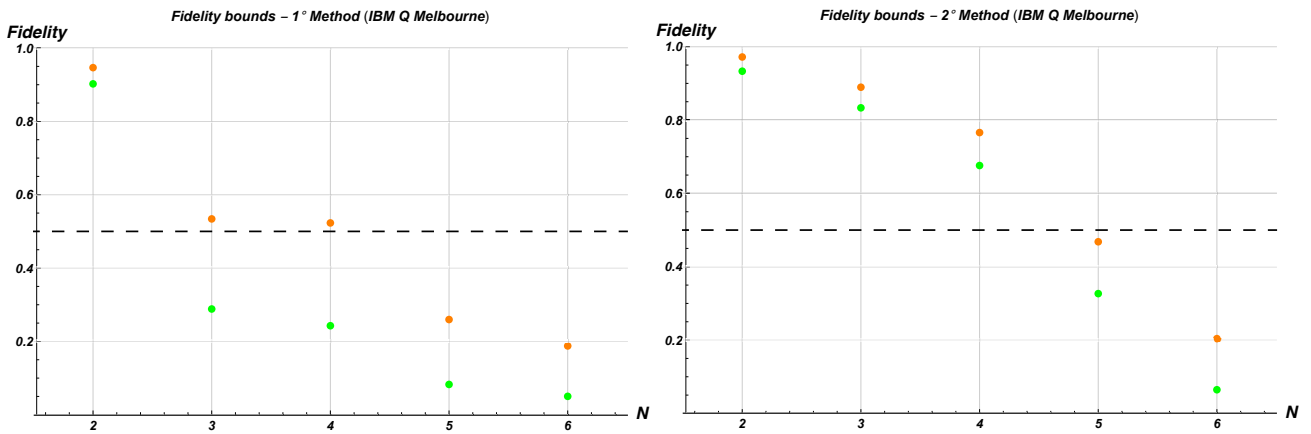 Fidelity bounds – 1° Method (IBM Q Melbourne)
Fidelity
1.0
0.8
0.6
0.4
0.2
2 3 4 5 6
N
Fidelity bounds – 2° Method (IBM Q Melbourne)
Fidelity
1.0
0.8
0.6
0.4
0.2
2 3 4 5 6
N